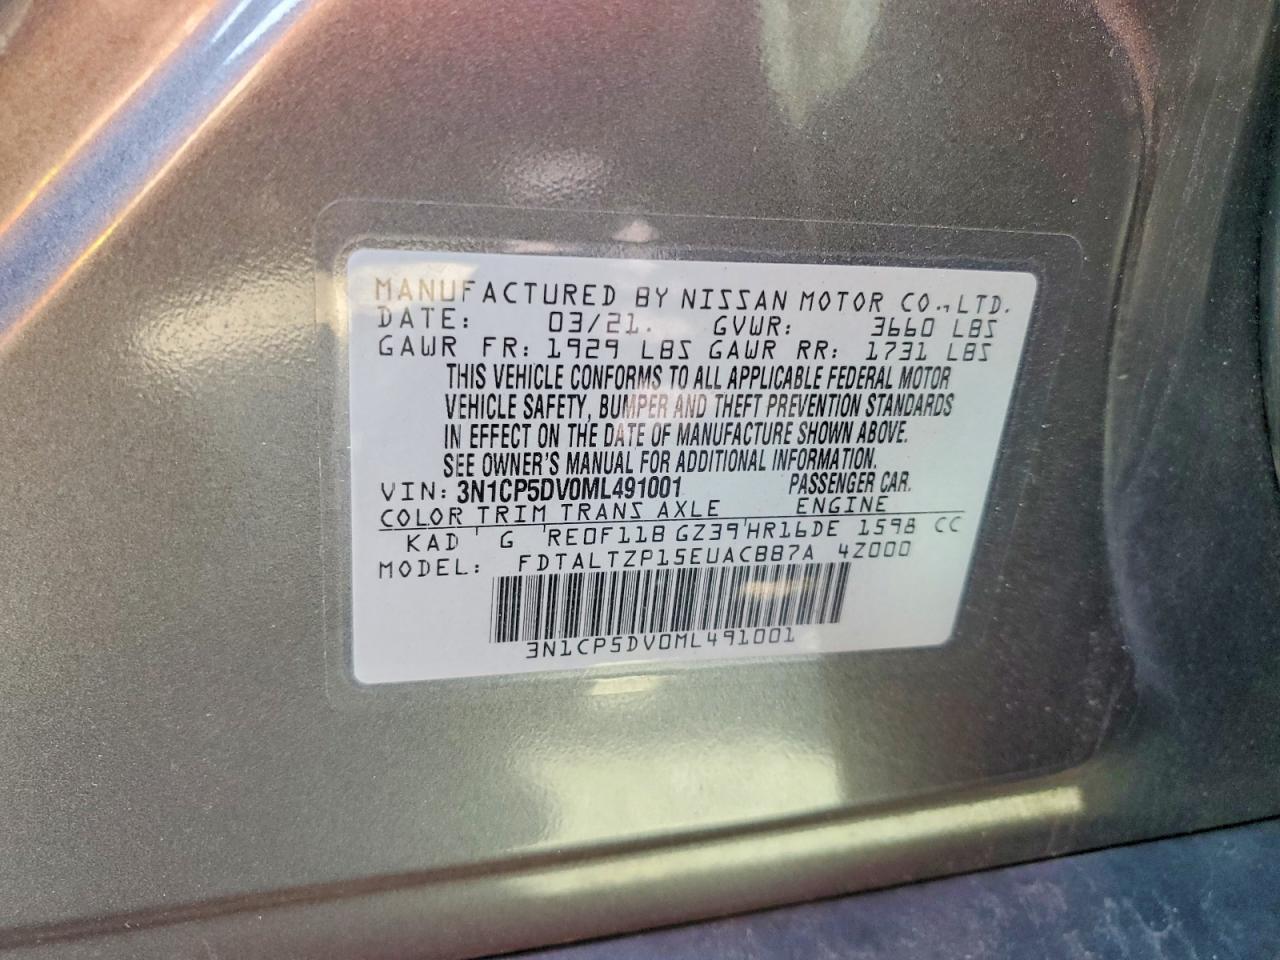 MANUFACTURED BY NISSAN MOTOR CO., LTD.
DATE: 03/21. GVWR: 3660 LBS
GAWR FR: 1929 LBS GAWR RR: 1731 LBS
THIS VEHICLE CONFORMS TO ALL APPLICABLE FEDERAL MOTOR
VEHICLE SAFETY, BUMPER AND THEFT PREVENTION STANDARDS
IN EFFECT ON THE DATE OF MANUFACTURE SHOWN ABOVE.
SEE OWNER'S MANUAL FOR ADDITIONAL INFORMATION.
VIN: 3N1CP5DV0ML491001 PASSENGER CAR.
COLOR TRIM TRANS AXLE ENGINE
KAD G RE0F11B GZ39 HR16DE 1598 CC
MODEL: FDTALTZP15EUACBB7A 4Z000
3N1CP5DV0ML491001